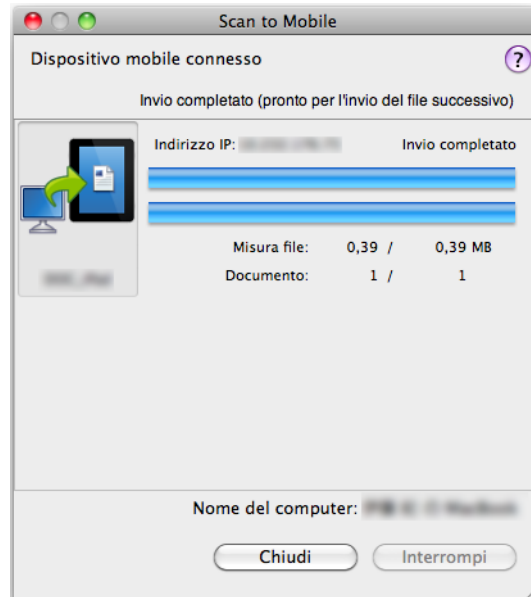 Scan to Mobile
Dispositivo mobile connesso
?
Invio completato (pronto per l'invio del file successivo)
Indirizzo IP: Invio completato
Misura file: 0,39 / 0,39 MB
Documento: 1 / 1
Nome del computer:
Chiudi Interrompi